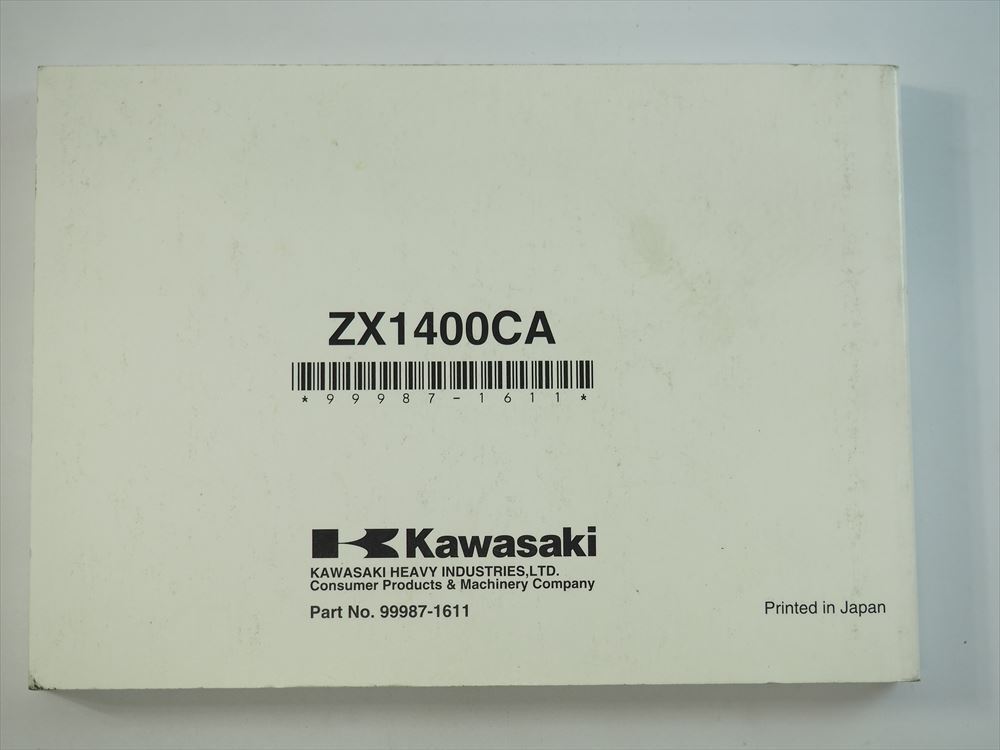 ZX1400CA
*99987-1611*
Kawasaki
KAWASAKI HEAVY INDUSTRIES,LTD.
Consumer Products & Machinery Company
Part No. 99987-1611
Printed in Japan